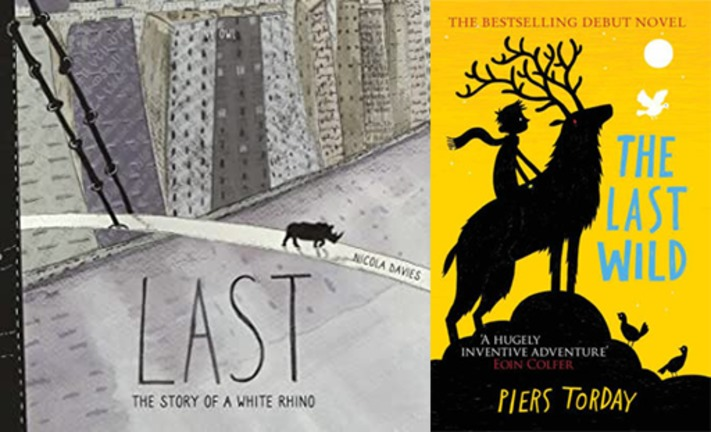 NICOLA DAVIES
LAST
THE STORY OF A WHITE RHINO
THE BESTSELLING DEBUT NOVEL
THE
LAST
WILD
'A HUGELY
INVENTIVE ADVENTURE'
EOIN COLFER
PIERS TORDAY